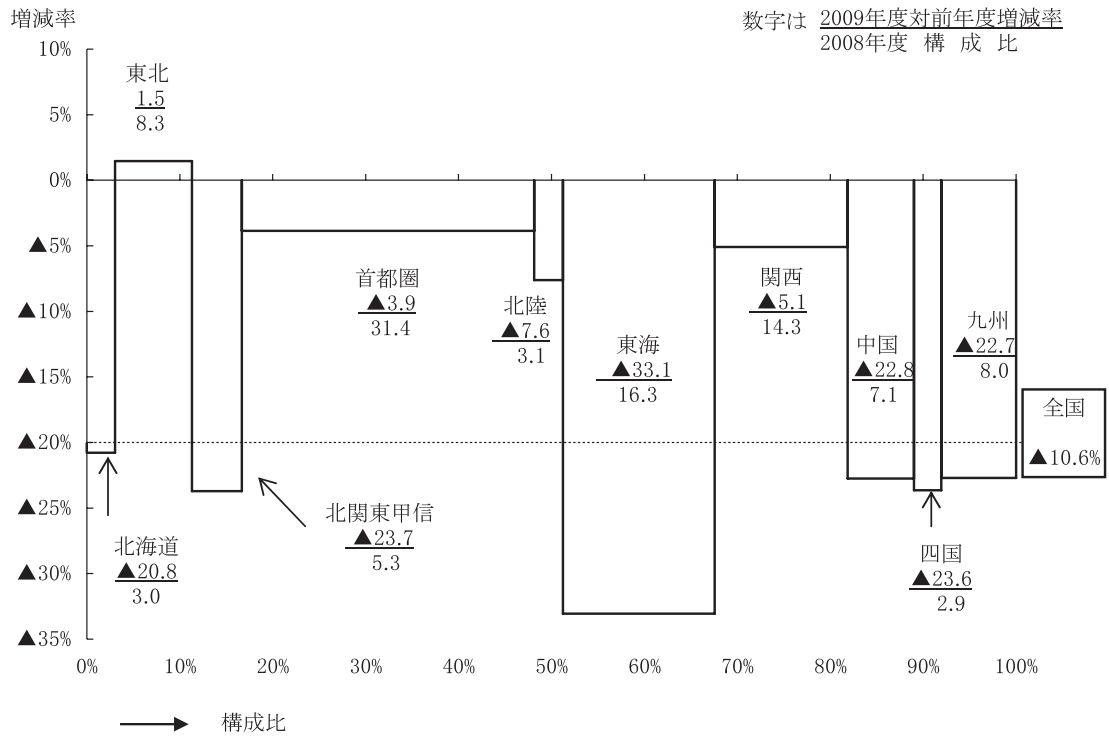 増減率
数字は 2009年度対前年度増減率
2008年度 構 成 比
10%
5%
0%
▲5%
▲10%
▲15%
▲20%
▲25%
▲30%
▲35%
東北
1.5
8.3
首都圏
▲3.9
31.4
北陸
▲7.6
3.1
東海
▲33.1
16.3
関西
▲5.1
14.3
中国
▲22.8
7.1
九州
▲22.7
8.0
全国
▲10.6%
北海道
▲20.8
3.0
北関東甲信
▲23.7
5.3
四国
▲23.6
2.9
0% 10% 20% 30% 40% 50% 60% 70% 80% 90% 100%
構成比